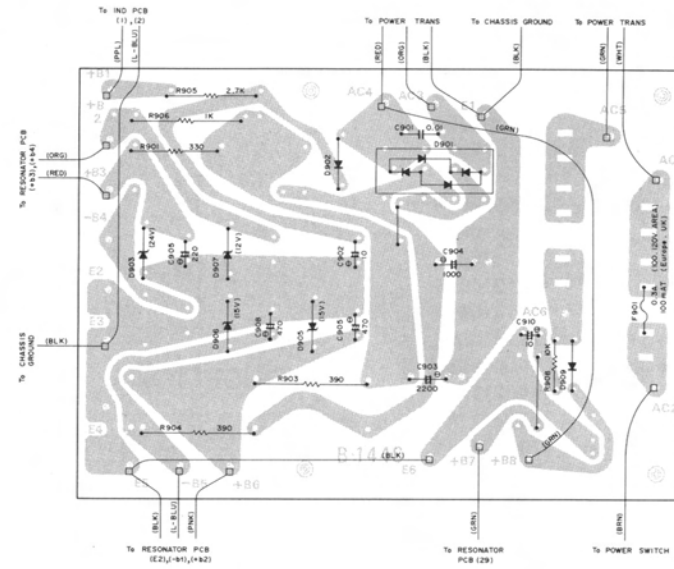 To IND PCB
(1),(2)
To POWER TRANS
To CHASSIS GROUND
To POWER TRANS
(PPL)
(L-BLU)
(RED)
(ORG)
(BLK)
(BLK)
(GRN)
(WHT)
+B1
+B
2
R905 2.7K
R906
1K
R901 330
AC4
AC3
E1
AC5
C901 0.01
D901
(GRN)
D902
To RESONATOR PCB
(+b3),(+b4)
(ORG)
(RED)
+B3
-B4
D903
(24V)
C905
220
D907
(12V)
C902
10
C904
1000
E2
E3
D906
(15V)
C908
470
D905
(15V)
C905
470
AC6
C910
R908
10K
D909
F901
0.3A (100,120V AREA)
100mAT (Europe, UK)
To CHASSIS
GROUND
(BLK)
R903 390
C903
2200
AC2
E4
R904 390
B-1448
(BLK)
(GRN)
E5
-B5
+B6
E6
+B7
+B8
(BLK)
(L-BLU)
(PNK)
(GRN)
(BRN)
To RESONATOR PCB
(E2),(-b1),(+b2)
To RESONATOR
PCB (29)
To POWER SWITCH